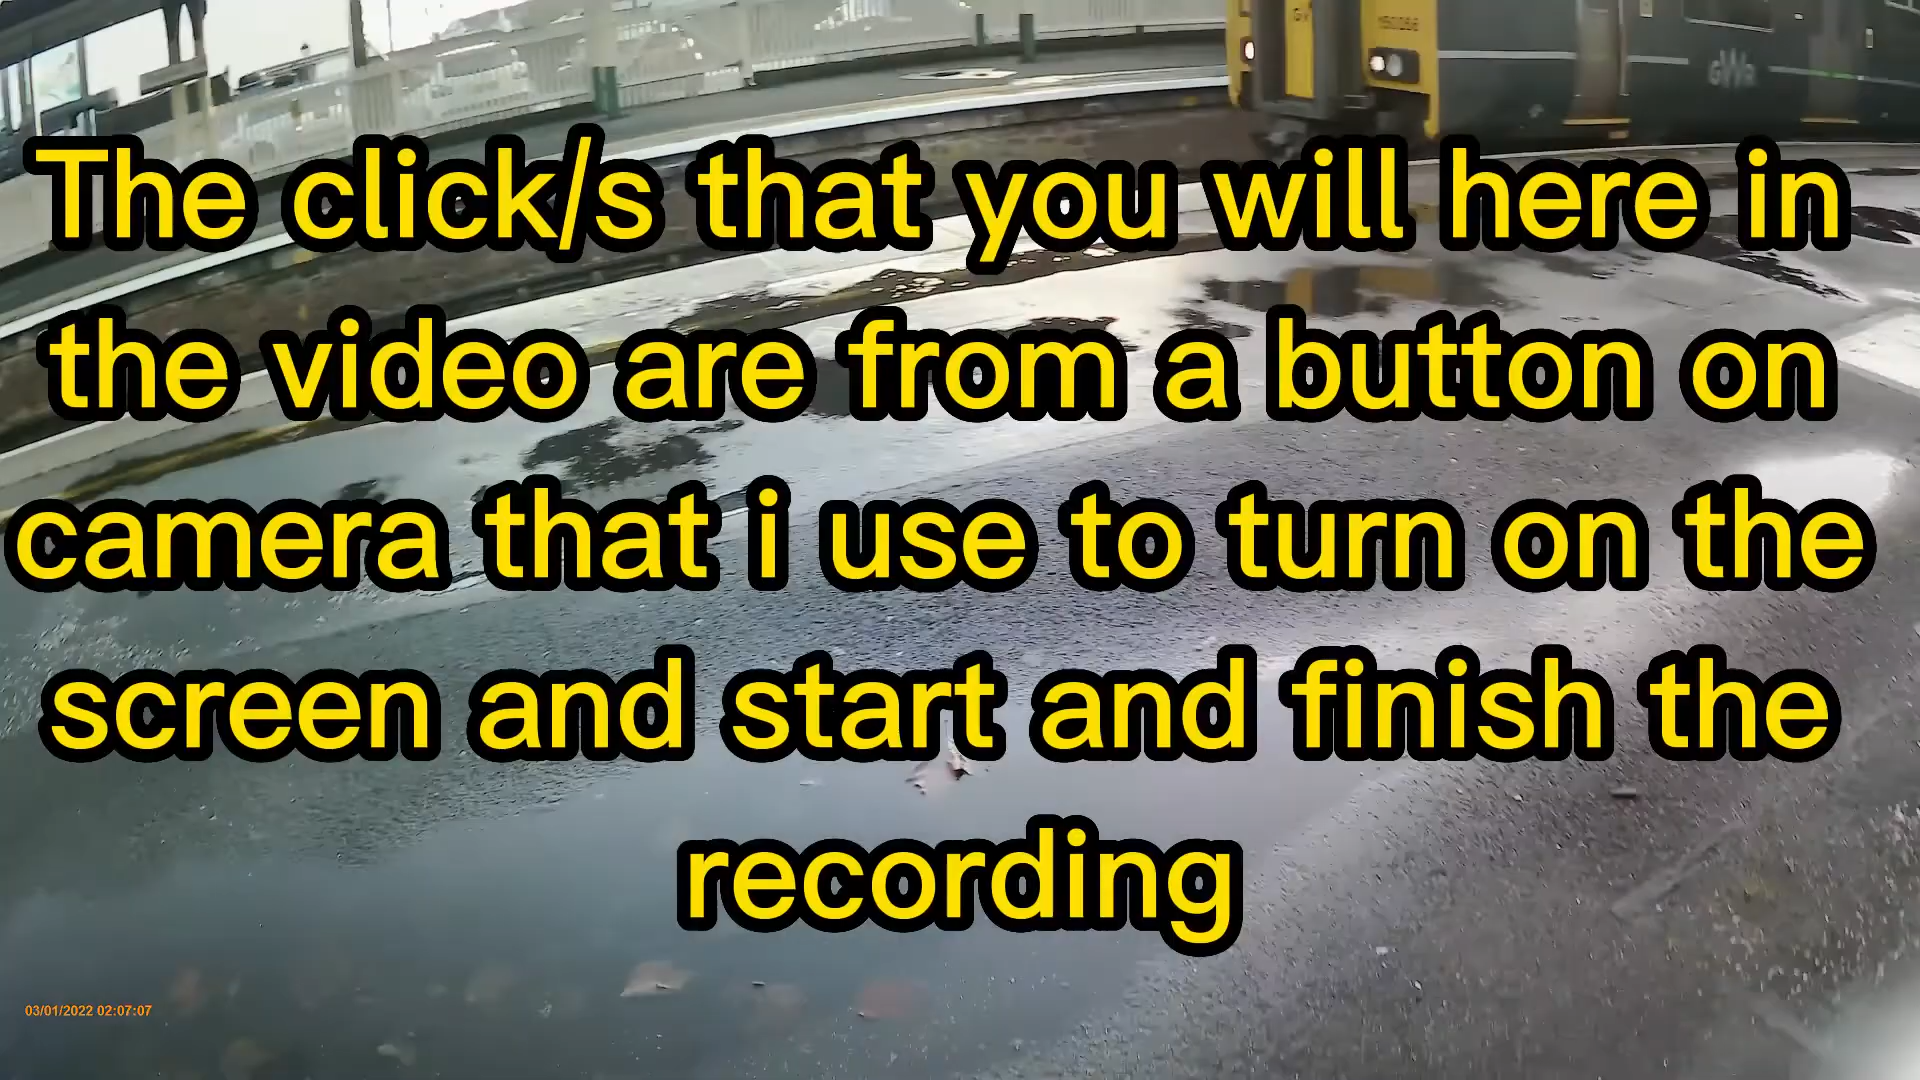 GWR
The click/s that you will here in
the video are from a button on
camera that i use to turn on the
screen and start and finish the
recording
03/01/2022 02:07:07